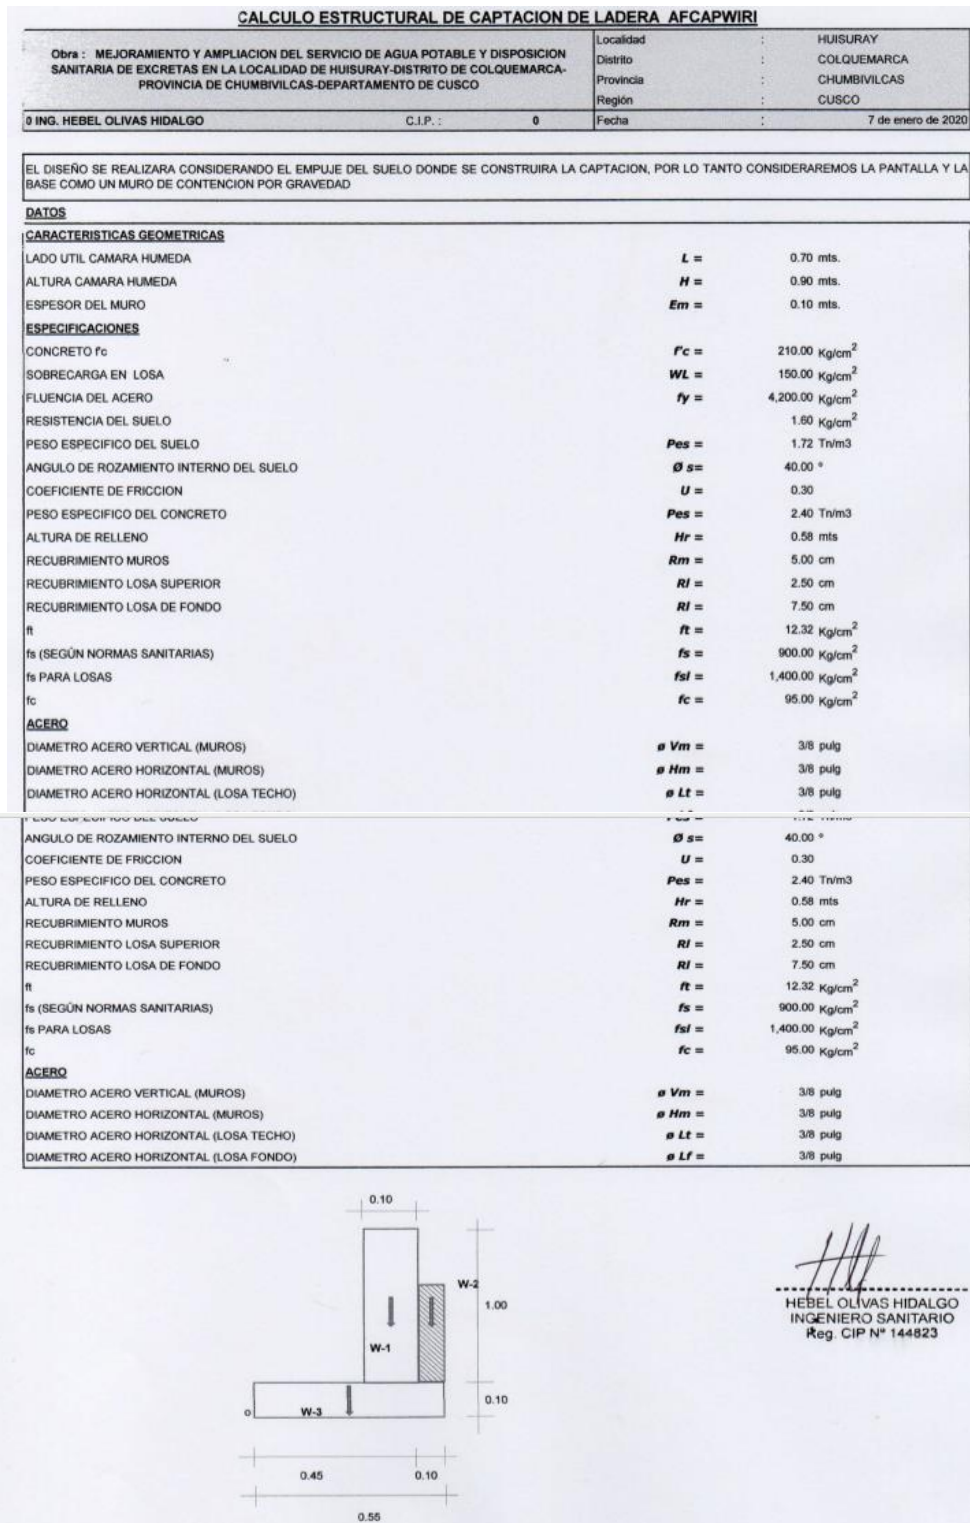 CALCULO ESTRUCTURAL DE CAPTACION DE LADERA AFCAPWIRI
Obra : MEJORAMIENTO Y AMPLIACION DEL SERVICIO DE AGUA POTABLE Y DISPOSICION
SANITARIA DE EXCRETAS EN LA LOCALIDAD DE HUISURAY-DISTRITO DE COLQUEMARCA-
PROVINCIA DE CHUMBIVILCAS-DEPARTAMENTO DE CUSCO
Localidad : HUISURAY
Distrito : COLQUEMARCA
Provincia : CHUMBIVILCAS
Región : CUSCO
0 ING. HEBEL OLIVAS HIDALGO C.I.P. : 0 Fecha : 7 de enero de 2020
EL DISEÑO SE REALIZARA CONSIDERANDO EL EMPUJE DEL SUELO DONDE SE CONSTRUIRA LA CAPTACION, POR LO TANTO CONSIDERAREMOS LA PANTALLA Y LA
BASE COMO UN MURO DE CONTENCION POR GRAVEDAD
DATOS
CARACTERISTICAS GEOMETRICAS
LADO UTIL CAMARA HUMEDA L = 0.70 mts.
ALTURA CAMARA HUMEDA H = 0.90 mts.
ESPESOR DEL MURO Em = 0.10 mts.
ESPECIFICACIONES
CONCRETO f'c f'c = 210.00 Kg/cm2
SOBRECARGA EN LOSA WL = 150.00 Kg/cm2
FLUENCIA DEL ACERO fy = 4,200.00 Kg/cm2
RESISTENCIA DEL SUELO 1.60 Kg/cm2
PESO ESPECIFICO DEL SUELO Pes = 1.72 Tn/m3
ANGULO DE ROZAMIENTO INTERNO DEL SUELO Ø s= 40.00 °
COEFICIENTE DE FRICCION U = 0.30
PESO ESPECIFICO DEL CONCRETO Pes = 2.40 Tn/m3
ALTURA DE RELLENO Hr = 0.58 mts
RECUBRIMIENTO MUROS Rm = 5.00 cm
RECUBRIMIENTO LOSA SUPERIOR Rl = 2.50 cm
RECUBRIMIENTO LOSA DE FONDO Rl = 7.50 cm
ft ft = 12.32 Kg/cm2
fs (SEGÚN NORMAS SANITARIAS) fs = 900.00 Kg/cm2
fs PARA LOSAS fsl = 1,400.00 Kg/cm2
fc fc = 95.00 Kg/cm2
ACERO
DIAMETRO ACERO VERTICAL (MUROS) ø Vm = 3/8 pulg
DIAMETRO ACERO HORIZONTAL (MUROS) ø Hm = 3/8 pulg
DIAMETRO ACERO HORIZONTAL (LOSA TECHO) ø Lt = 3/8 pulg
ANGULO DE ROZAMIENTO INTERNO DEL SUELO Ø s= 40.00 °
COEFICIENTE DE FRICCION U = 0.30
PESO ESPECIFICO DEL CONCRETO Pes = 2.40 Tn/m3
ALTURA DE RELLENO Hr = 0.58 mts
RECUBRIMIENTO MUROS Rm = 5.00 cm
RECUBRIMIENTO LOSA SUPERIOR Rl = 2.50 cm
RECUBRIMIENTO LOSA DE FONDO Rl = 7.50 cm
ft ft = 12.32 Kg/cm2
fs (SEGÚN NORMAS SANITARIAS) fs = 900.00 Kg/cm2
fs PARA LOSAS fsl = 1,400.00 Kg/cm2
fc fc = 95.00 Kg/cm2
ACERO
DIAMETRO ACERO VERTICAL (MUROS) ø Vm = 3/8 pulg
DIAMETRO ACERO HORIZONTAL (MUROS) ø Hm = 3/8 pulg
DIAMETRO ACERO HORIZONTAL (LOSA TECHO) ø Lt = 3/8 pulg
DIAMETRO ACERO HORIZONTAL (LOSA FONDO) ø Lf = 3/8 pulg
0.10
W-2
1.00
W-1
0.10
O
W-3
0.45 0.10
0.55
HEBEL OLIVAS HIDALGO
INGENIERO SANITARIO
Reg. CIP Nº 144823